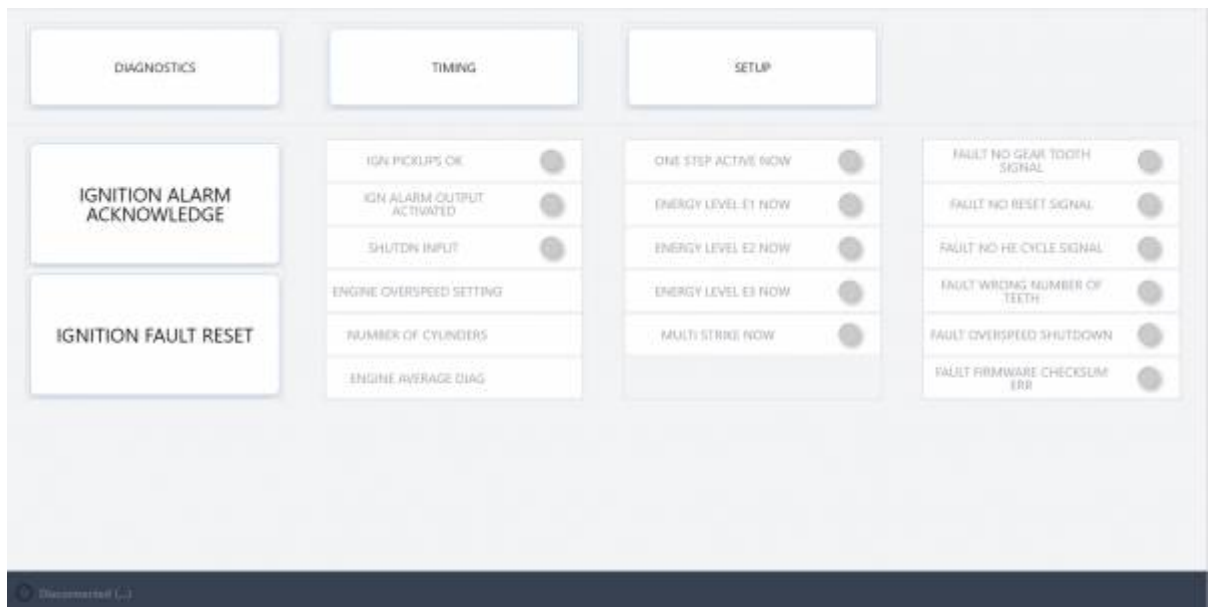 DIAGNOSTICS
TIMING
SETUP
IGNITION ALARM
ACKNOWLEDGE
IGNITION FAULT RESET
IGN PICKUPS OK
IGN ALARM OUTPUT
ACTIVATED
SHUTDN INPUT
ENGINE OVERSPEED SETTING
NUMBER OF CYLINDERS
ENGINE AVERAGE DIAG
ONE STEP ACTIVE NOW
ENERGY LEVEL E1 NOW
ENERGY LEVEL E2 NOW
ENERGY LEVEL E3 NOW
MULTI STRIKE NOW
FAULT NO GEAR TOOTH
SIGNAL
FAULT NO RESET SIGNAL
FAULT NO HE CYCLE SIGNAL
FAULT WRONG NUMBER OF
TEETH
FAULT OVERSPEED SHUTDOWN
FAULT FIRMWARE CHECKSUM
ERR
Disconnected (...)